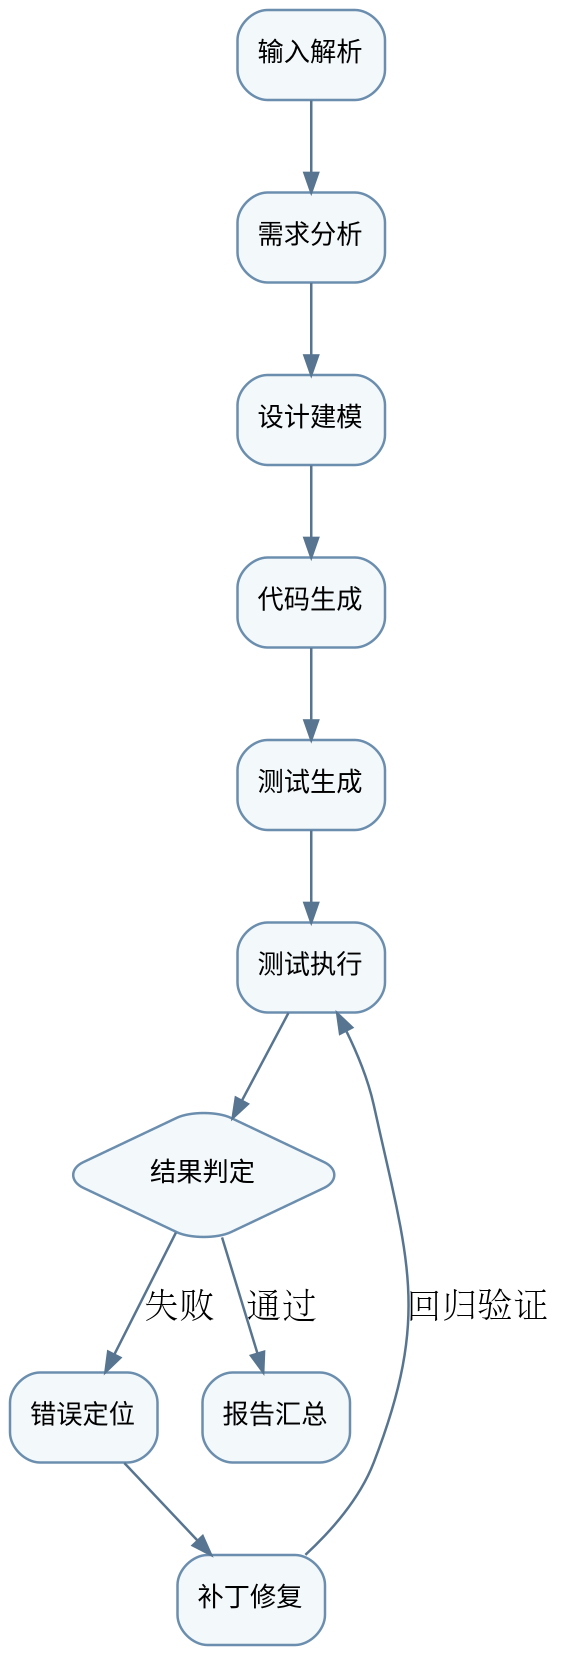 输入解析
需求分析
设计建模
代码生成
测试生成
测试执行
结果判定
失败
通过
回归验证
错误定位
报告汇总
补丁修复